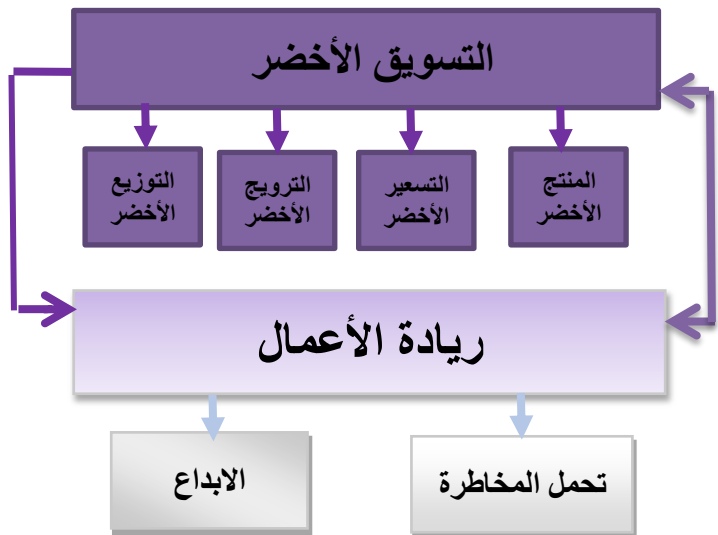 التسويق الأخضر
المنتج
الأخضر
التسعير
الأخضر
الترويج
الأخضر
التوزيع
الأخضر
ريادة الأعمال
تحمل المخاطرة
الابداع